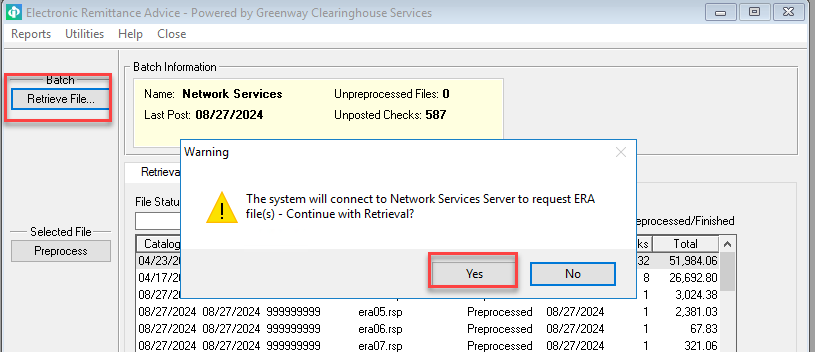 Electronic Remittance Advice - Powered by Greenway Clearinghouse Services
Reports Utilities Help Close
Batch
Retrieve File...
Batch Information
Name: Network Services Unpreprocessed Files: 0
Last Post: 08/27/2024 Unposted Checks: 587
Warning
The system will connect to Network Services Server to request ERA
file(s) - Continue with Retrieval?
Yes No
Retrieva
File Statu
eprocessed/Finished
Selected File
Preprocess
Catalog ks Total
04/23/20 32 51,984.06
04/17/20 8 26,692.80
08/27/20 1 3,024.38
08/27/2024 08/27/2024 999999999 era05.rsp Preprocessed 08/27/2024 1 2,381.03
08/27/2024 08/27/2024 999999999 era06.rsp Preprocessed 08/27/2024 1 67.83
08/27/2024 08/27/2024 999999999 era07.rsp Preprocessed 08/27/2024 1 321.06